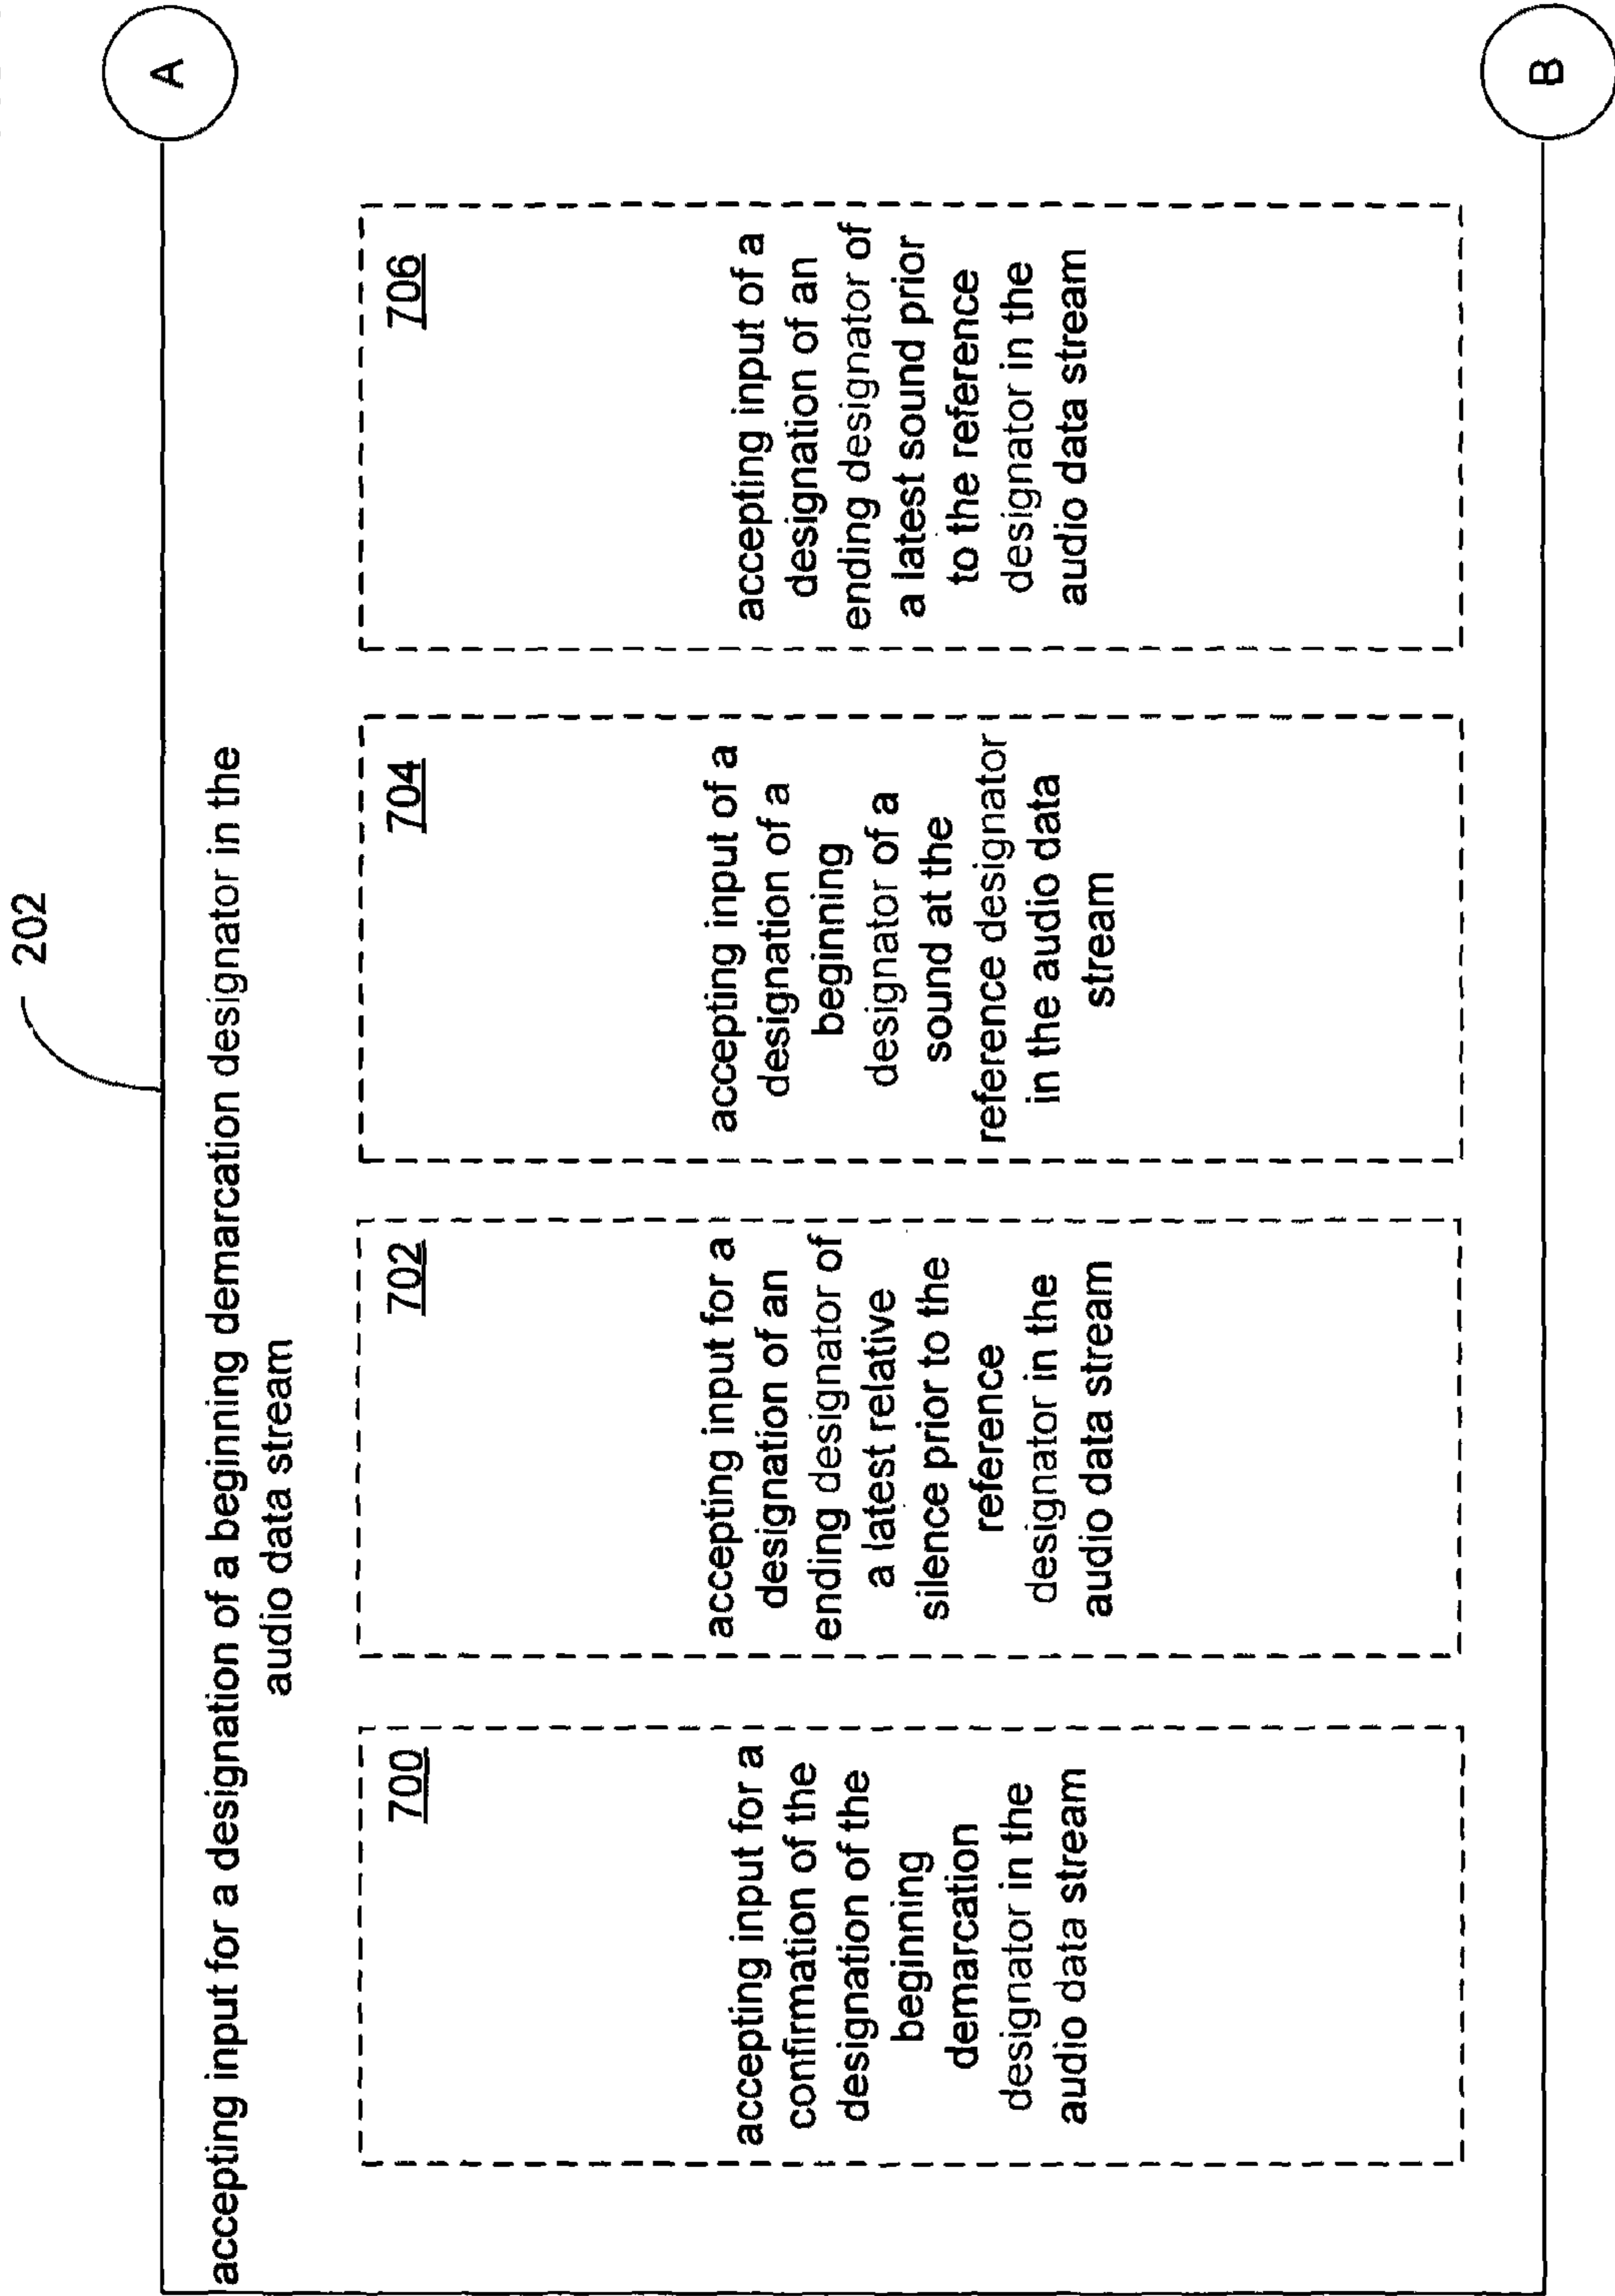 202
A
accepting input for a designation of a beginning demarcation designator in the
audio data stream
700
accepting input for a
confirmation of the
designation of the
beginning
demarcation
designator in the
audio data stream
702
accepting input for a
designation of an
ending designator of
a latest relative
silence prior to the
reference
designator in the
audio data stream
704
accepting input of a
designation of a
beginning
designator of a
sound at the
reference designator
in the audio data
stream
706
accepting input of a
designation of an
ending designator of
a latest sound prior
to the reference
designator in the
audio data stream
B